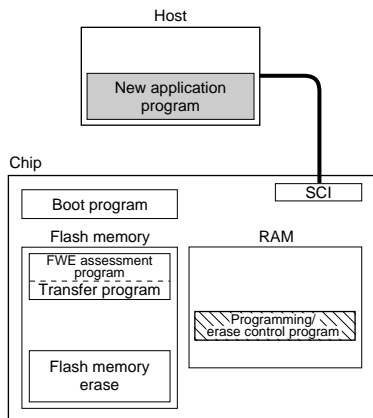 Host
New application
program
Chip
SCI
Boot program
Flash memory
RAM
FWE assessment
program
Transfer program
Programming/
erase control program
Flash memory
erase